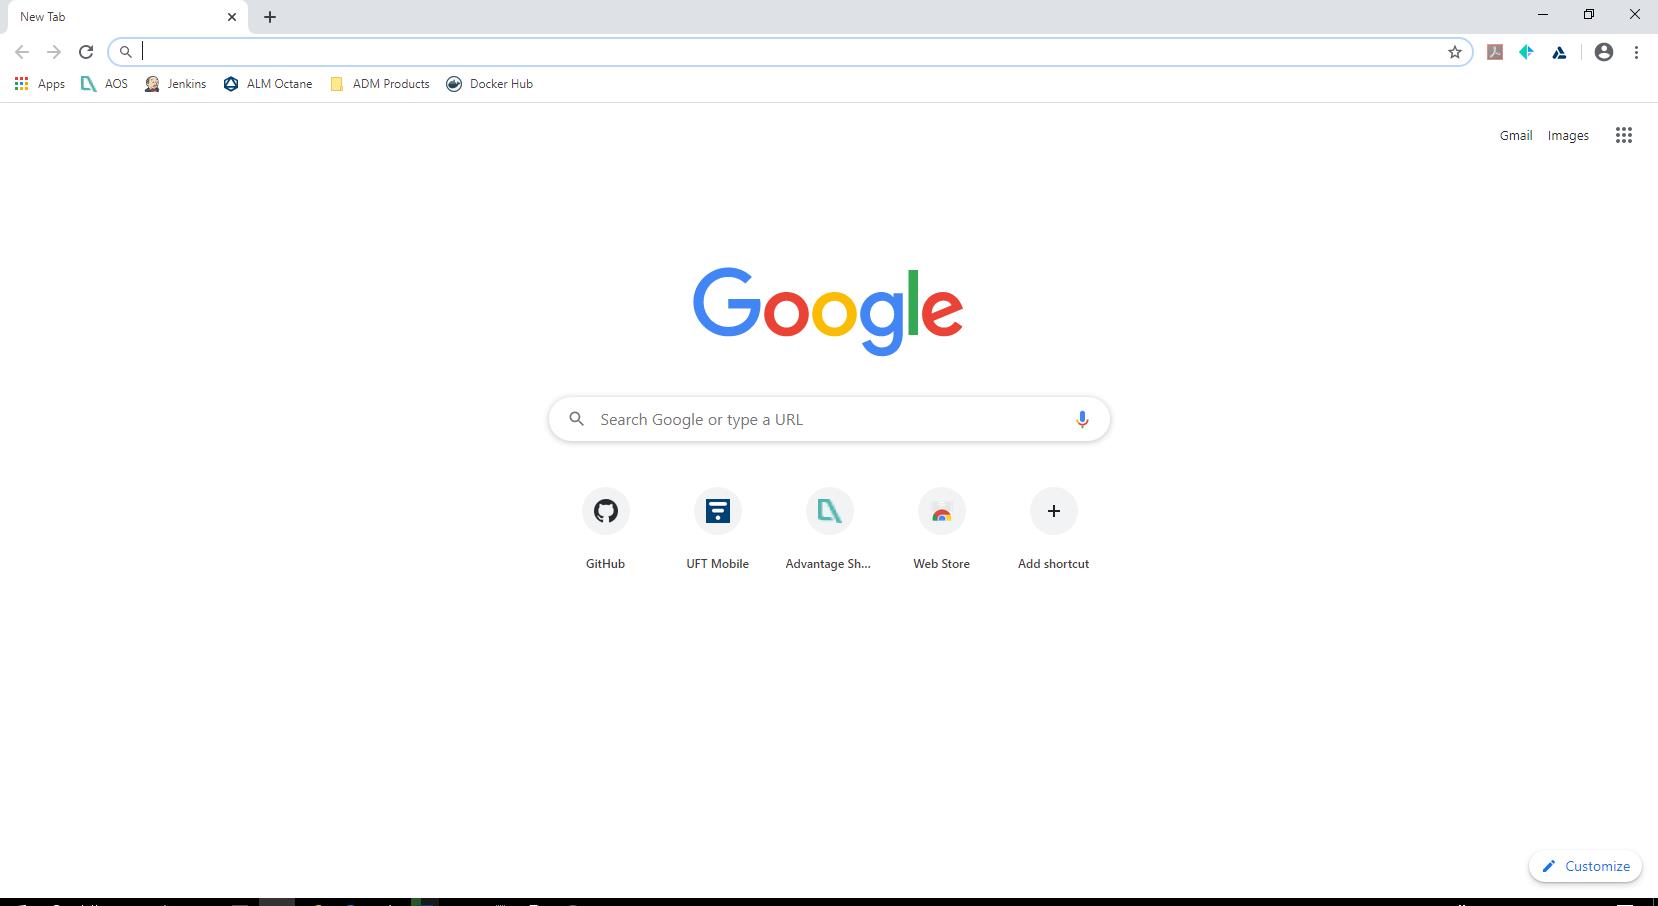 New Tab
Apps AOS Jenkins ALM Octane ADM Products Docker Hub
Gmail Images
Google
Search Google or type a URL
GitHub UFT Mobile Advantage Sh... Web Store Add shortcut
Customize